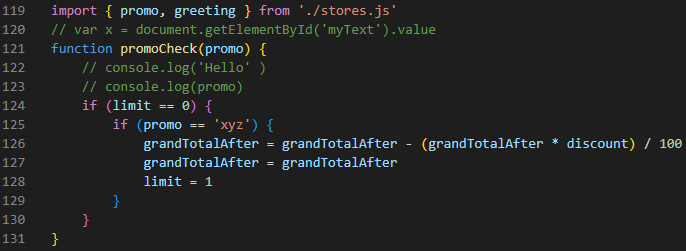 119 import { promo, greeting } from './stores.js'
120 // var x = document.getElementById('myText').value
121 function promoCheck(promo) {
122     // console.log('Hello' )
123     // console.log(promo)
124     if (limit == 0) {
125         if (promo == 'xyz') {
126             grandTotalAfter = grandTotalAfter - (grandTotalAfter * discount) / 100
127             grandTotalAfter = grandTotalAfter
128             limit = 1
129         }
130     }
131 }